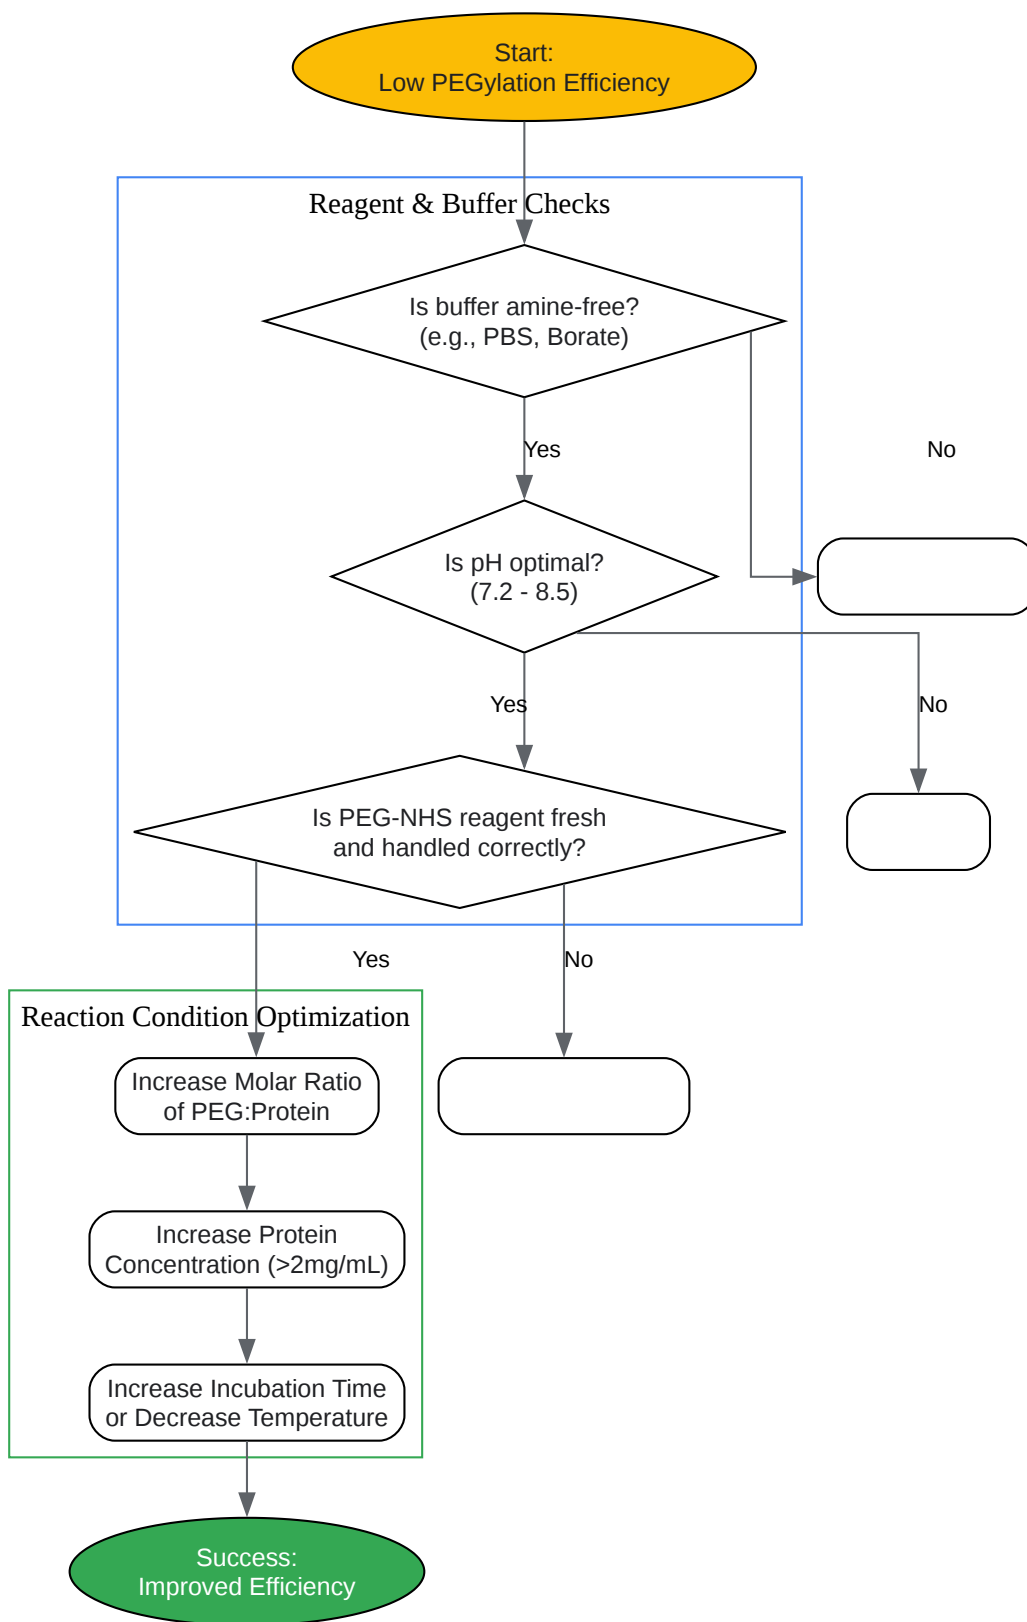 Start:
Low PEGylation Efficiency
Reagent & Buffer Checks
Is buffer amine-free?
(e.g., PBS, Borate)
Yes
No
Is pH optimal?
(7.2 - 8.5)
Yes
No
Is PEG-NHS reagent fresh
and handled correctly?
Yes
No
Reaction Condition Optimization
Increase Molar Ratio
of PEG:Protein
Increase Protein
Concentration (>2mg/mL)
Increase Incubation Time
or Decrease Temperature
Success:
Improved Efficiency